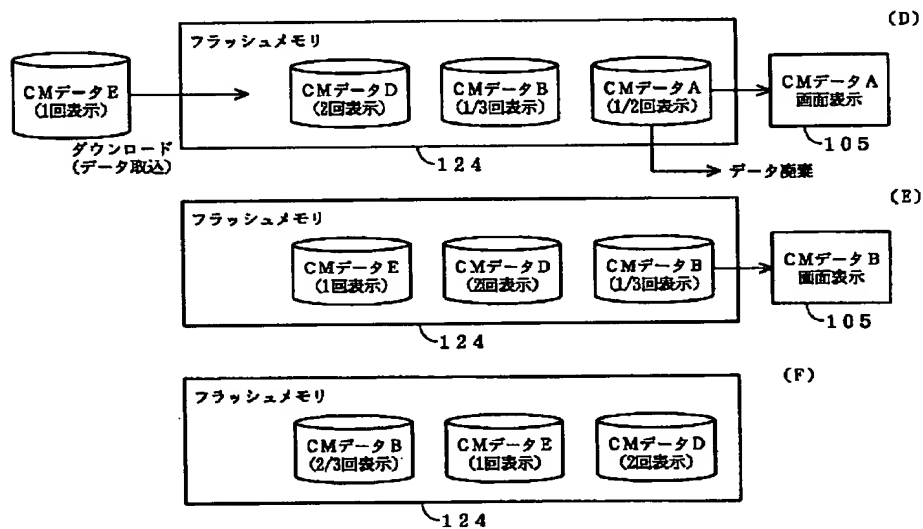 (D)
フラッシュメモリ
CMデータE
(1回表示)
CMデータD
(2回表示)
CMデータB
(1/3回表示)
CMデータA
(1/2回表示)
CMデータA
画面表示
ダウンロード
(データ取込)
124
105
データ廃棄
(E)
フラッシュメモリ
CMデータE
(1回表示)
CMデータD
(2回表示)
CMデータB
(1/3回表示)
CMデータB
画面表示
105
124
(F)
フラッシュメモリ
CMデータB
(2/3回表示)
CMデータE
(1回表示)
CMデータD
(2回表示)
124